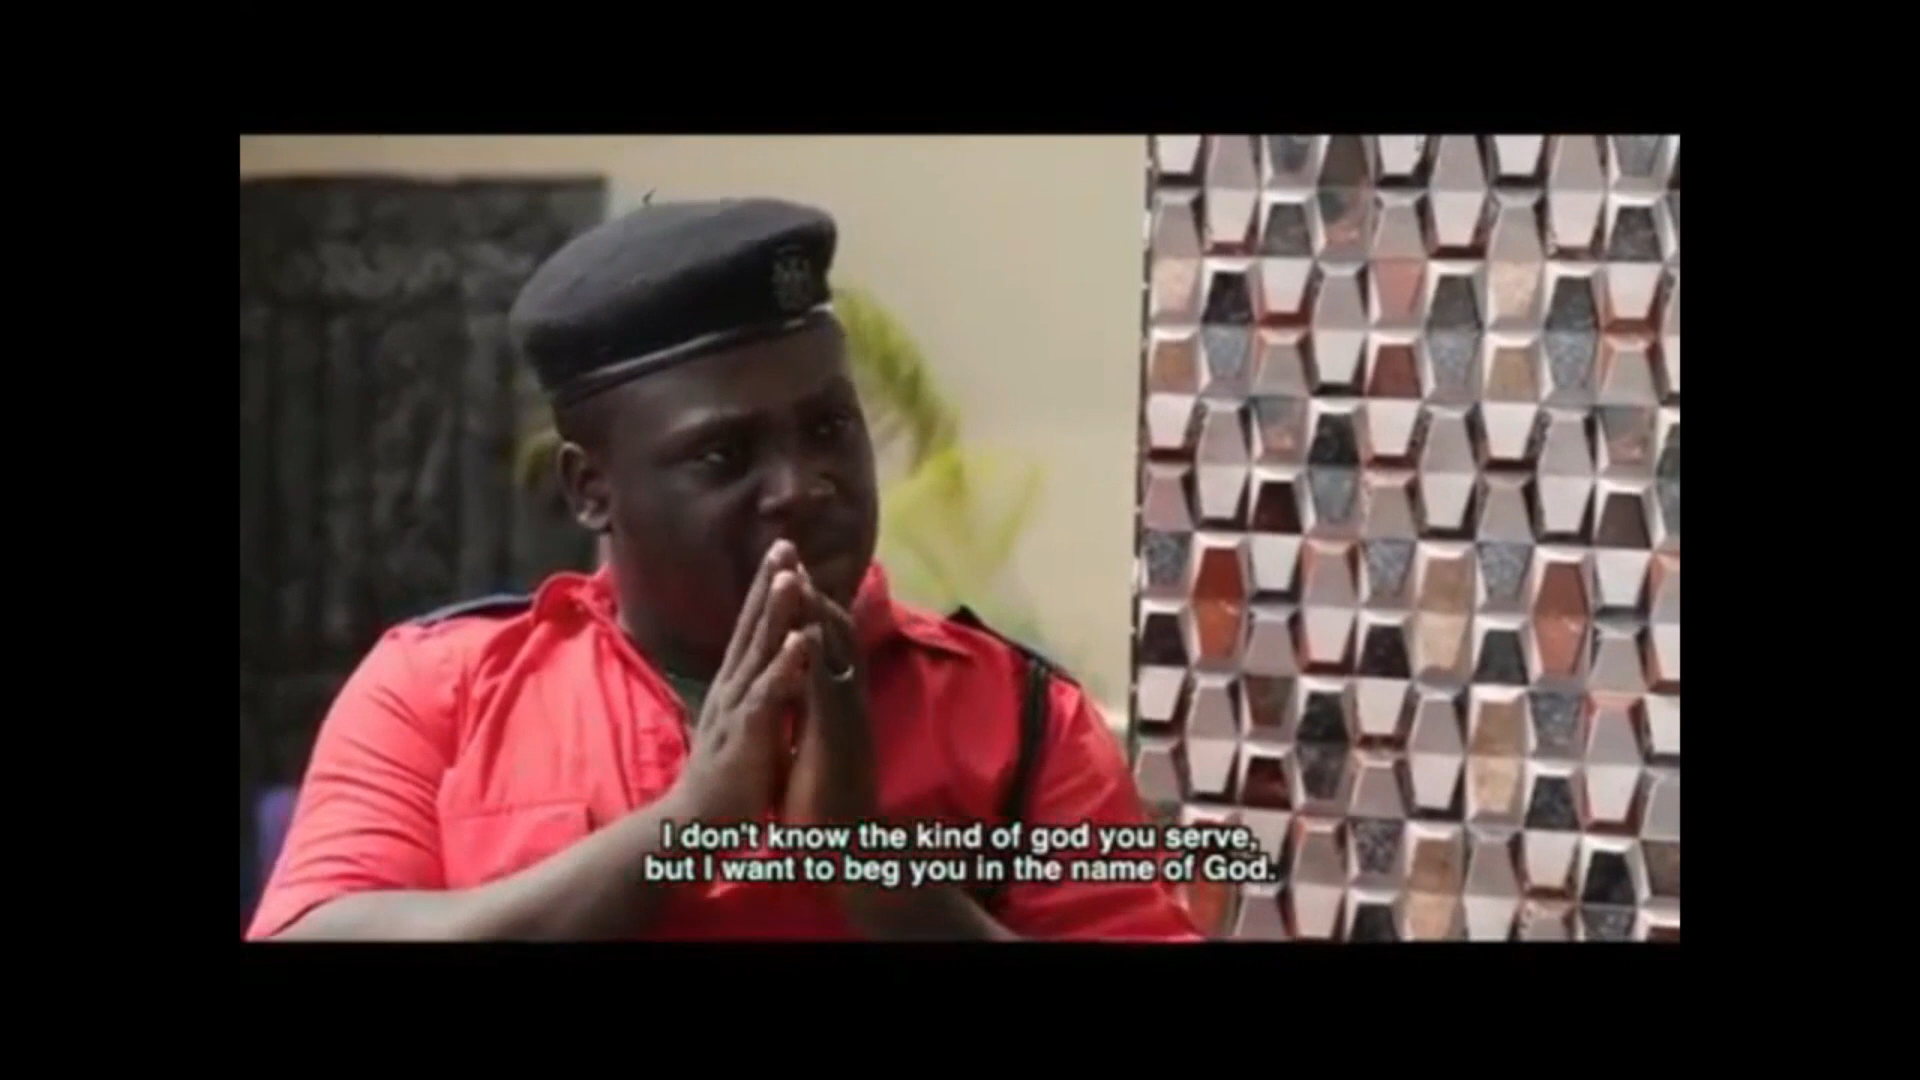 I don't know the kind of god you serve,
but I want to beg you in the name of God.